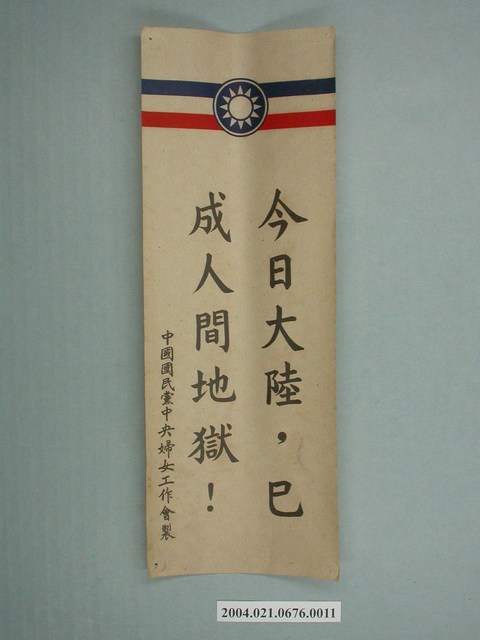 今日大陸，已
成人間地獄！
中國國民黨中央婦女工作會製
2004.021.0676.0011